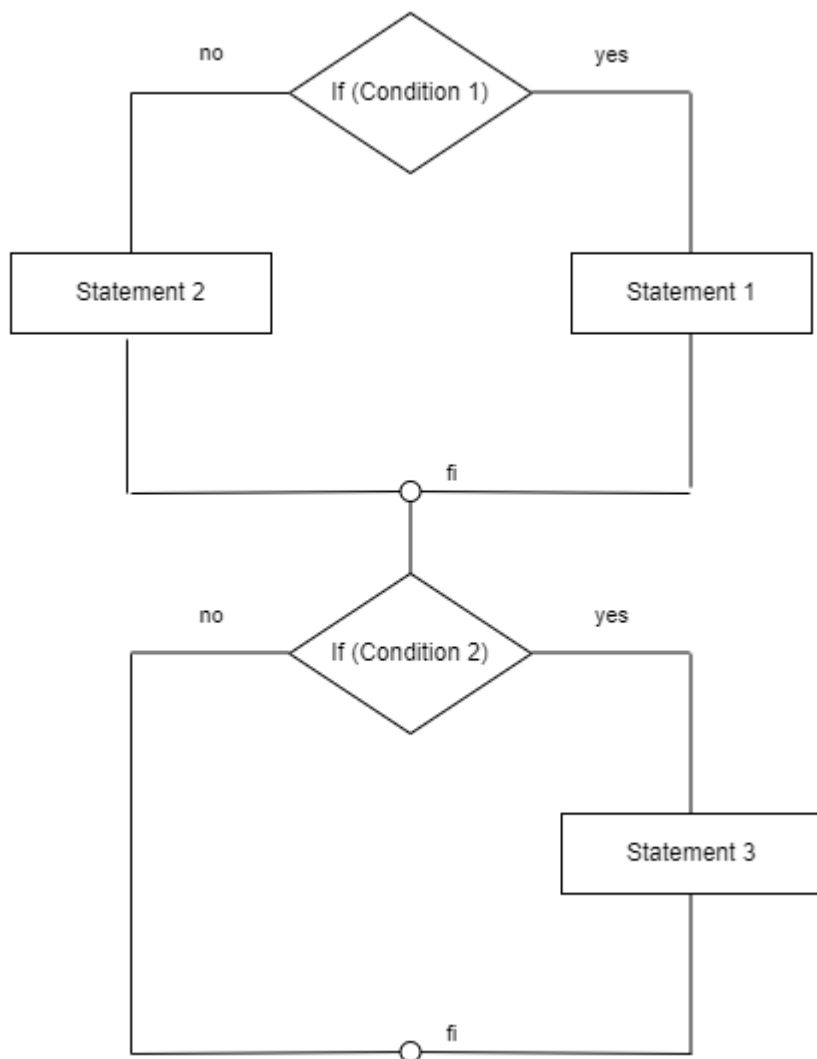 no
yes
If (Condition 1)
Statement 2
Statement 1
fi
no
yes
If (Condition 2)
Statement 3
fi